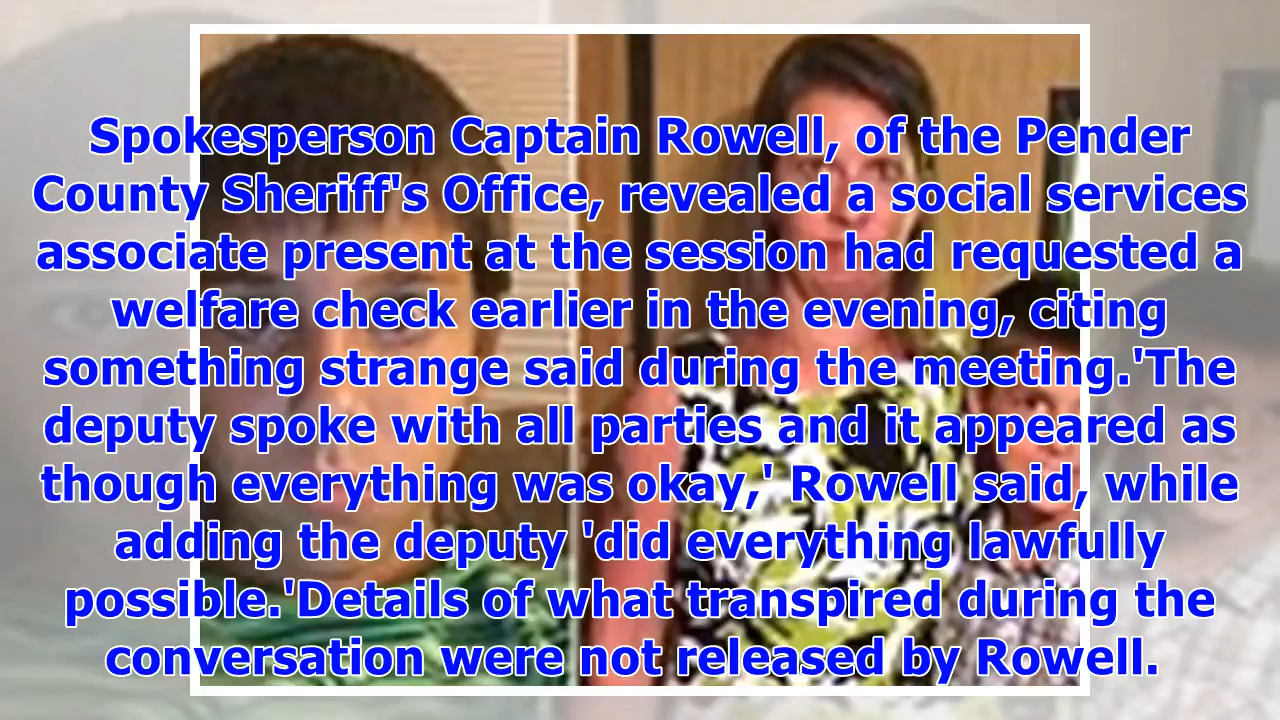 Spokesperson Captain Rowell, of the Pender
County Sheriff's Office, revealed a social services
associate present at the session had requested a
welfare check earlier in the evening, citing
something strange said during the meeting.'The
deputy spoke with all parties and it appeared as
though everything was okay,' Rowell said, while
adding the deputy 'did everything lawfully
possible.'Details of what transpired during the
conversation were not released by Rowell.